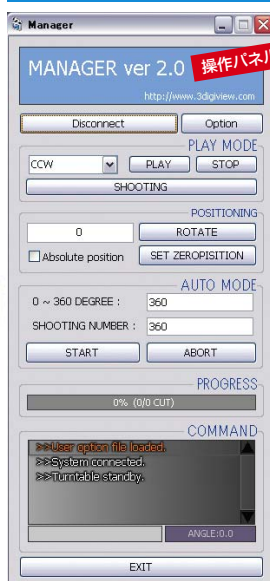 Manager
MANAGER ver 2.0
操作パネル
http://www.3digiview.com
Disconnect Option
PLAY MODE
CCW PLAY STOP
SHOOTING
POSITIONING
0 ROTATE
Absolute position SET ZEROPISITION
AUTO MODE
0 ~ 360 DEGREE : 360
SHOOTING NUMBER : 360
START ABORT
PROGRESS
0% (0/0 CUT)
COMMAND
>>User option file loaded.
>>System connected.
>>Turntable standby.
ANGLE:0.0
EXIT